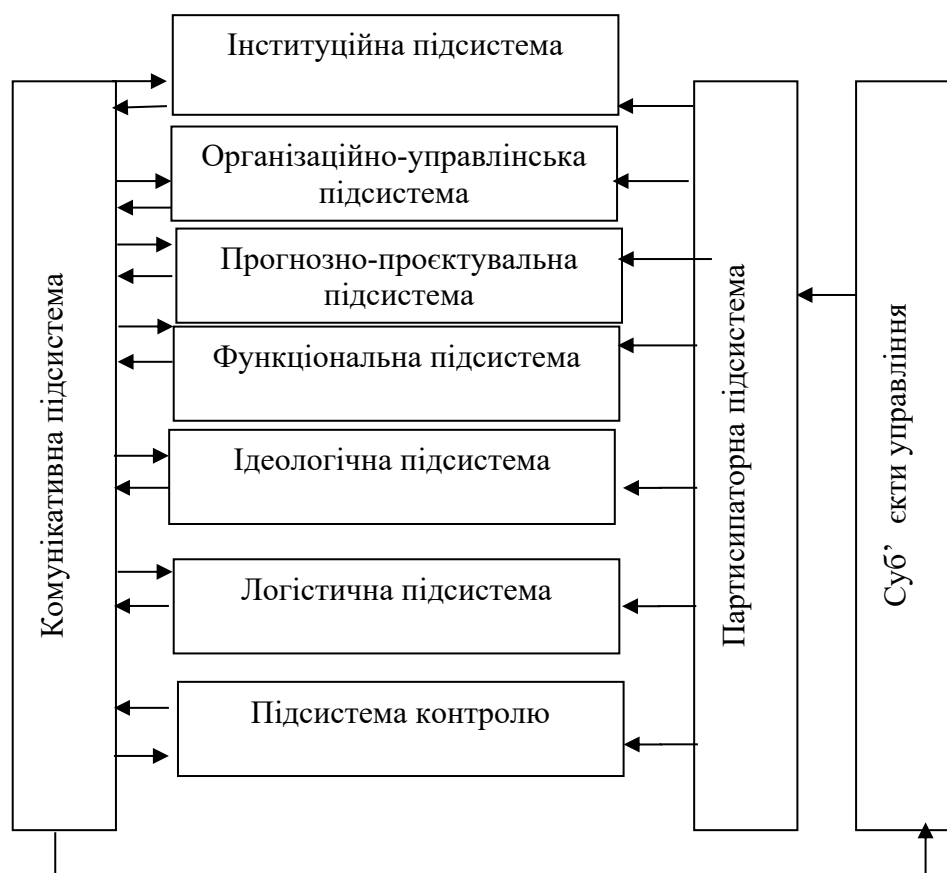 Інституційна підсистема
Організаційно-управлінська
підсистема
Прогнозно-проєктувальна
підсистема
Функціональна підсистема
Ідеологічна підсистема
Логістична підсистема
Підсистема контролю
Комунікативна підсистема
Партисипаторна підсистема
Суб’ єкти управління